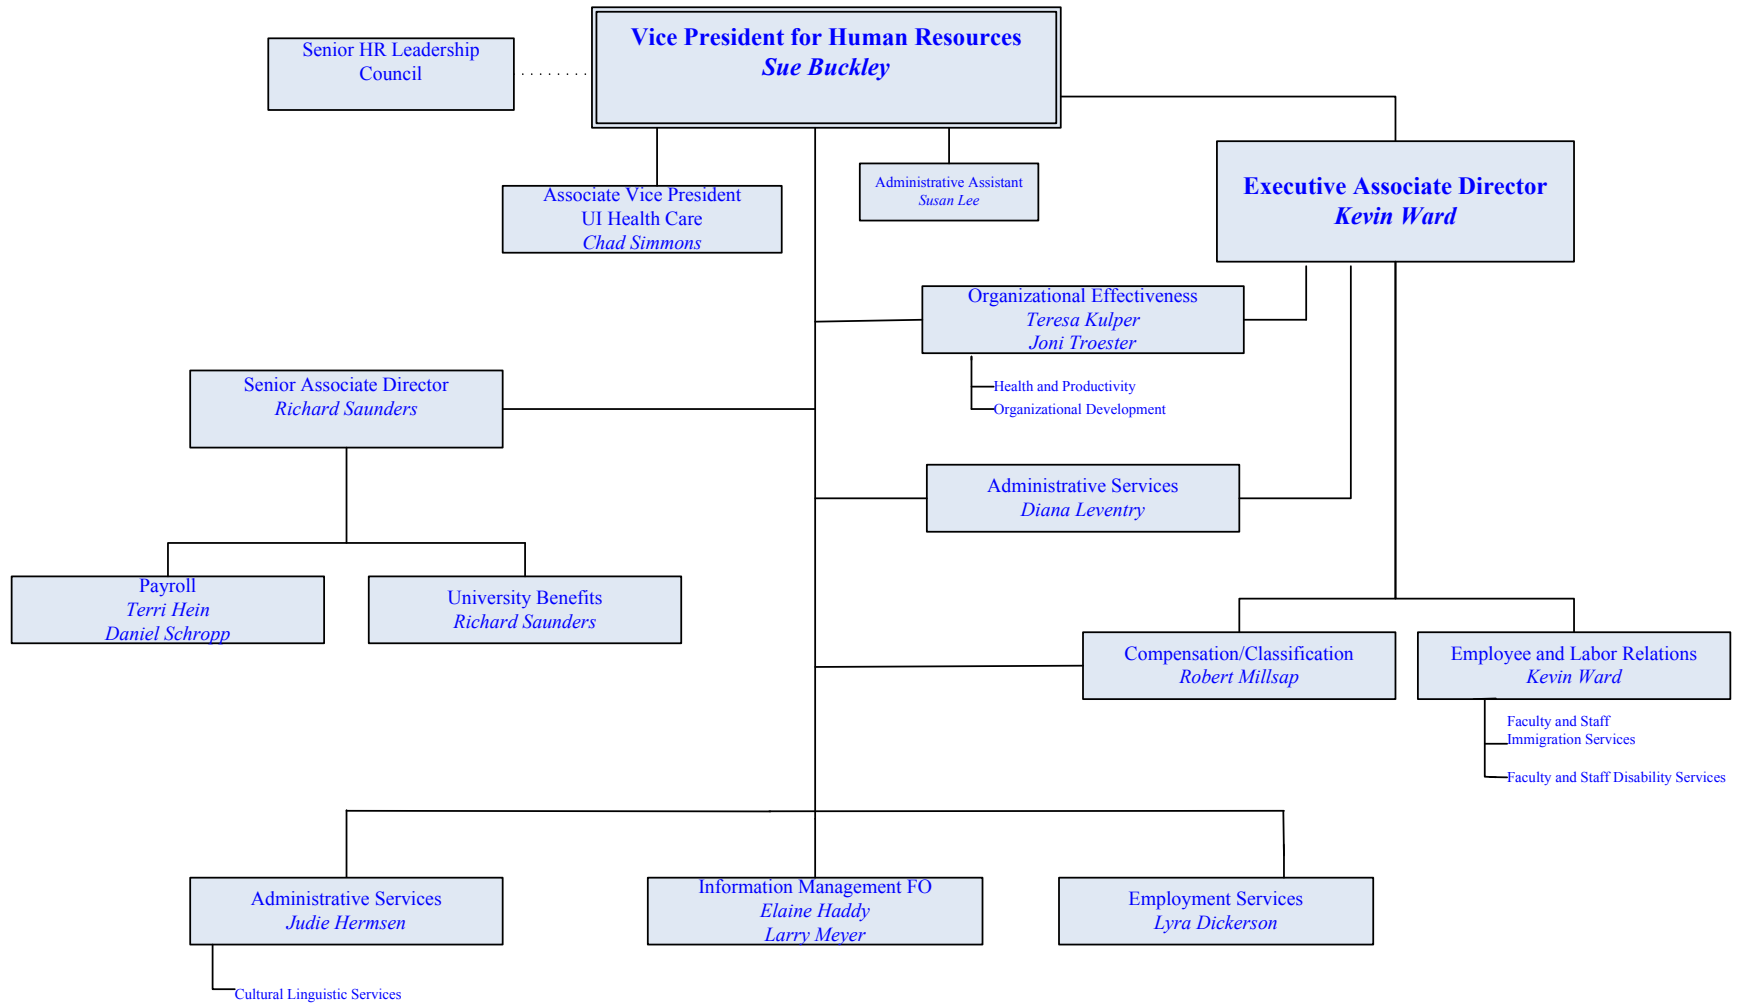 Senior HR Leadership
Council
Vice President for Human Resources
Sue Buckley
Associate Vice President
UI Health Care
Chad Simmons
Administrative Assistant
Susan Lee
Executive Associate Director
Kevin Ward
Organizational Effectiveness
Teresa Kulper
Joni Troester
Health and Productivity
Organizational Development
Senior Associate Director
Richard Saunders
Administrative Services
Diana Leventry
Payroll
Terri Hein
Daniel Schropp
University Benefits
Richard Saunders
Compensation/Classification
Robert Millsap
Employee and Labor Relations
Kevin Ward
Faculty and Staff
Immigration Services
Faculty and Staff Disability Services
Administrative Services
Judie Hermsen
Cultural Linguistic Services
Information Management FO
Elaine Haddy
Larry Meyer
Employment Services
Lyra Dickerson